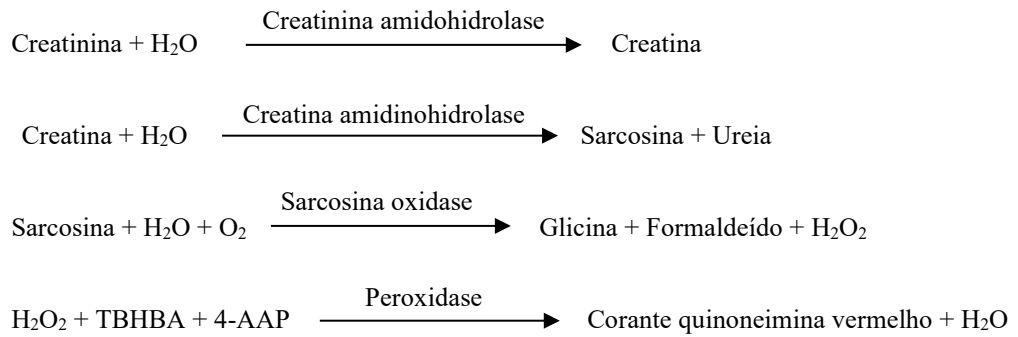 Creatinina amidohidrolase
Creatinina + H₂O Creatina
Creatina amidinohidrolase
Creatina + H₂O Sarcosina + Ureia
Sarcosina oxidase
Sarcosina + H₂O + O₂ Glicina + Formaldeído + H₂O₂
Peroxidase
H₂O₂ + TBHBA + 4-AAP Corante quinoneimina vermelho + H₂O